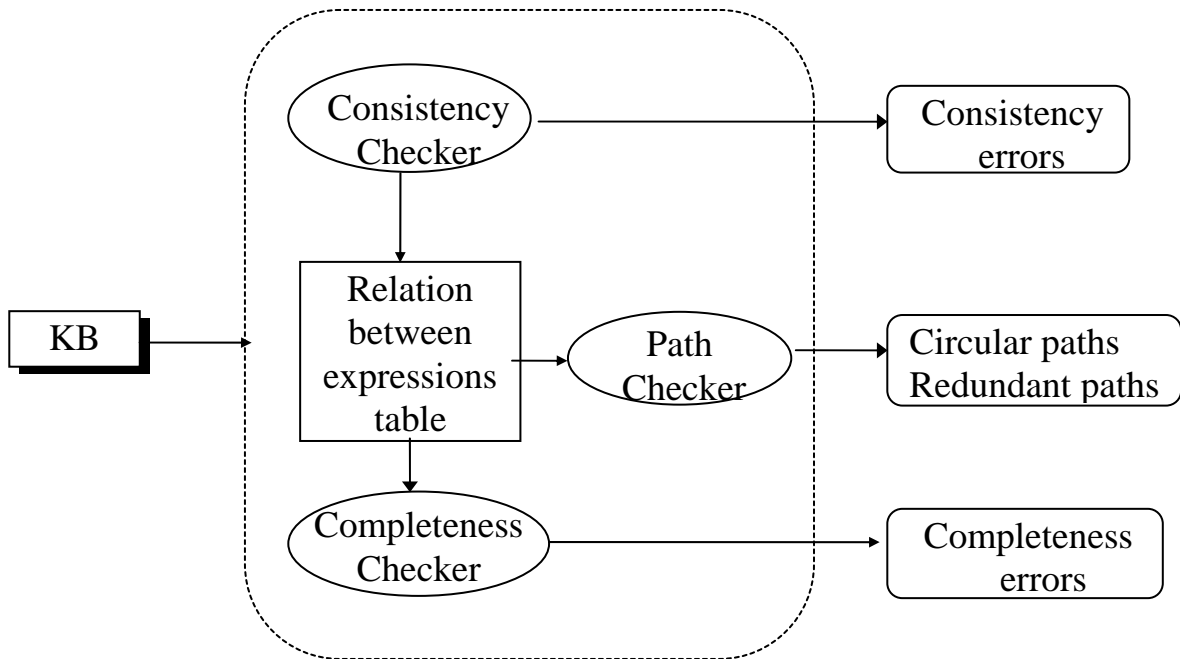 Consistency
Checker
Consistency
errors
KB
Relation
between
expressions
table
Path
Checker
Circular paths
Redundant paths
Completeness
Checker
Completeness
errors